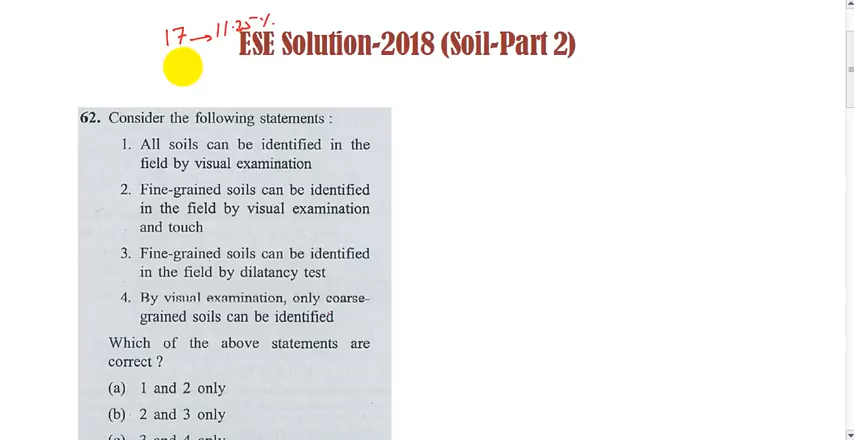 17 → 11.25%
ESE Solution-2018 (Soil-Part 2)
62. Consider the following statements :
1. All soils can be identified in the
field by visual examination
2. Fine-grained soils can be identified
in the field by visual examination
and touch
3. Fine-grained soils can be identified
in the field by dilatancy test
4. By visual examination, only coarse-
grained soils can be identified
Which of the above statements are
correct ?
(a) 1 and 2 only
(b) 2 and 3 only
(c) 3 and 4 only